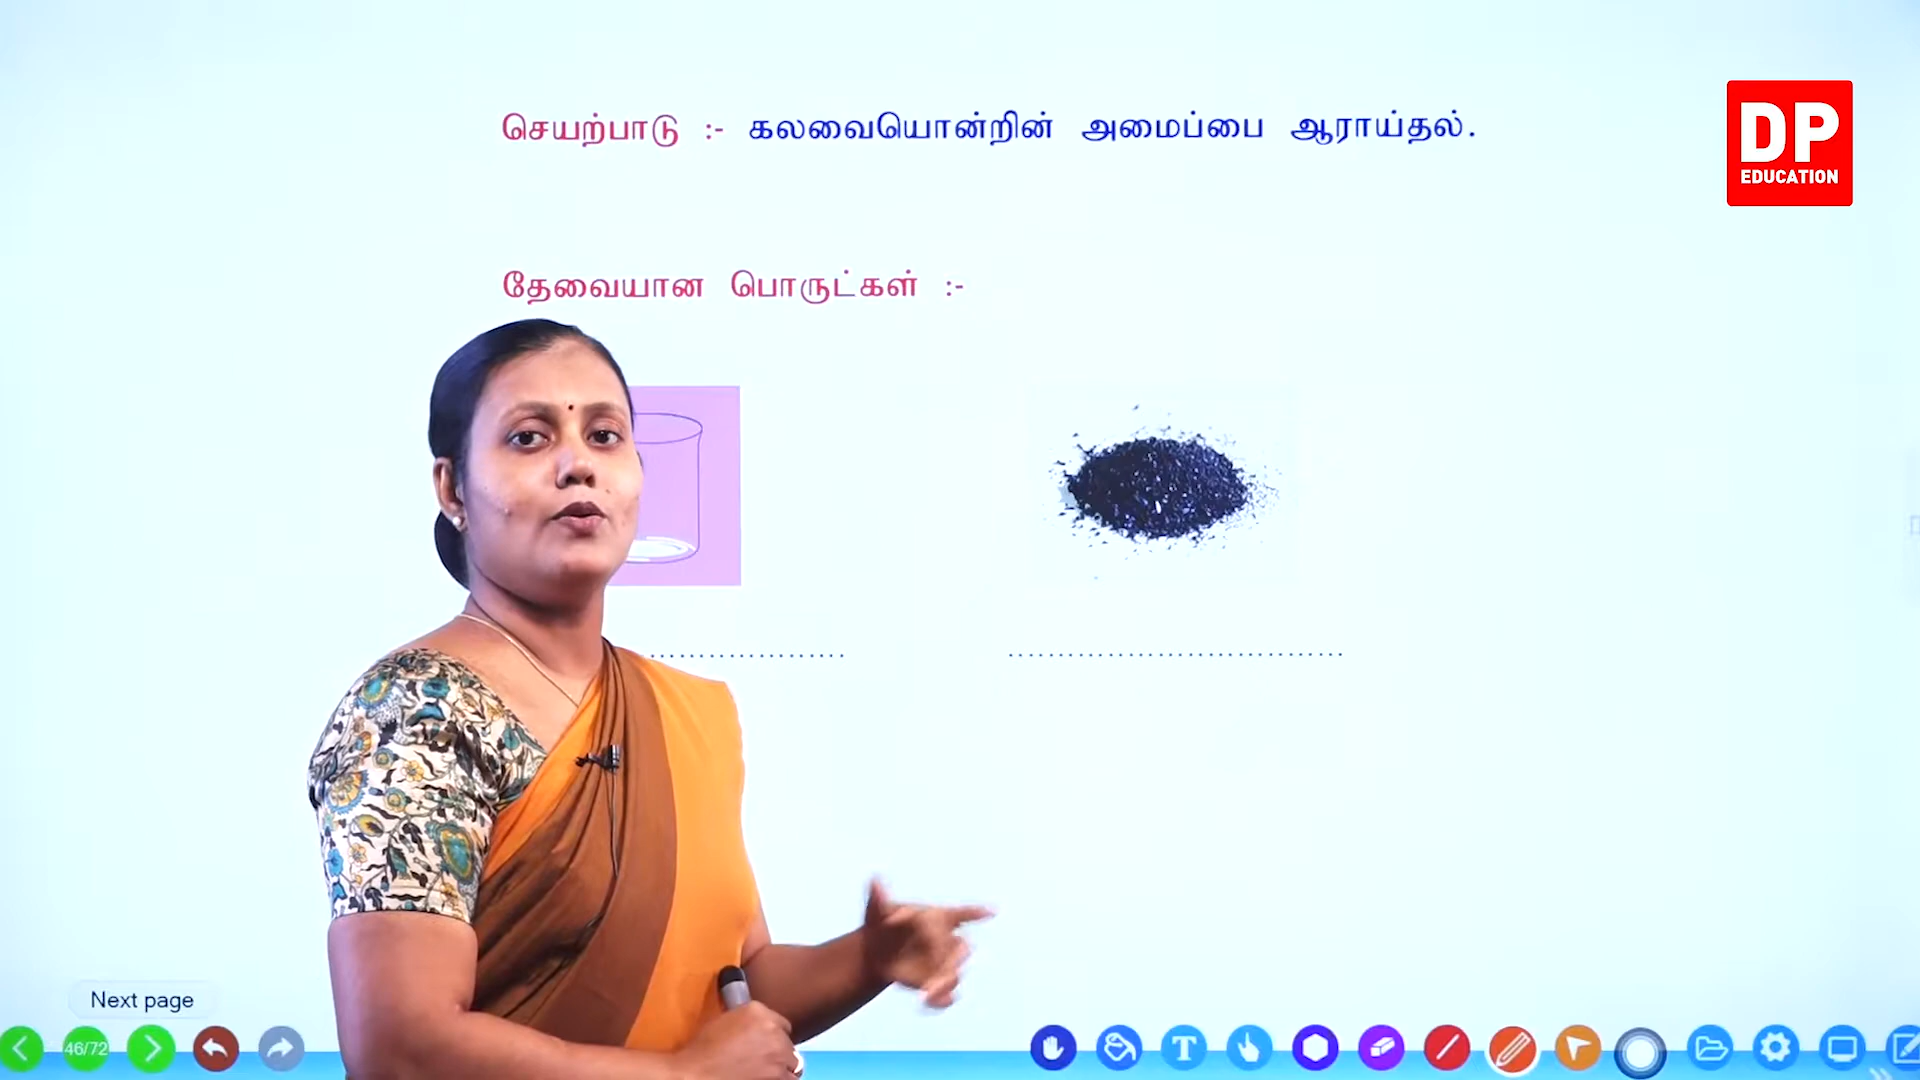 செயற்பாடு :- கலவையொன்றின் அமைப்பை ஆராய்தல்.
DP
EDUCATION
தேவையான பொருட்கள் :-
Next page
46/72
T